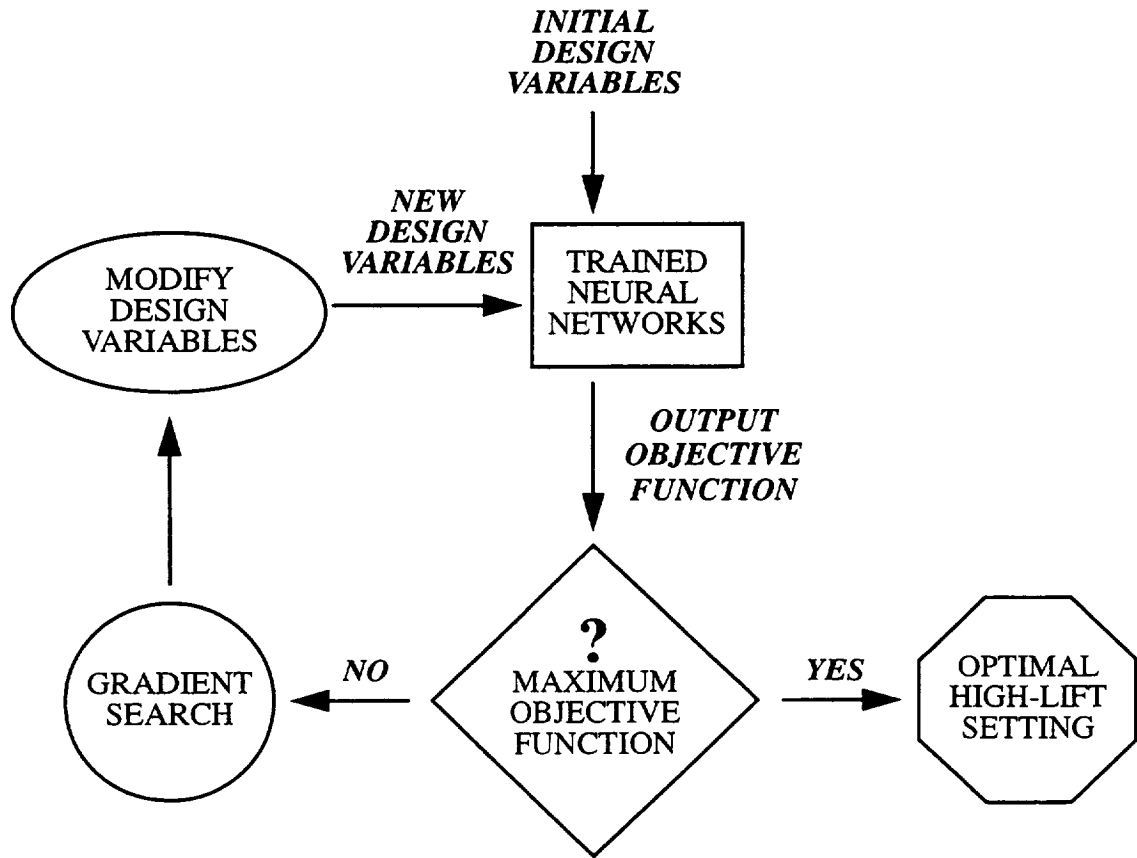 INITIAL
DESIGN
VARIABLES
NEW
DESIGN
VARIABLES
MODIFY
DESIGN
VARIABLES
TRAINED
NEURAL
NETWORKS
OUTPUT
OBJECTIVE
FUNCTION
?
MAXIMUM
OBJECTIVE
FUNCTION
NO
GRADIENT
SEARCH
YES
OPTIMAL
HIGH-LIFT
SETTING